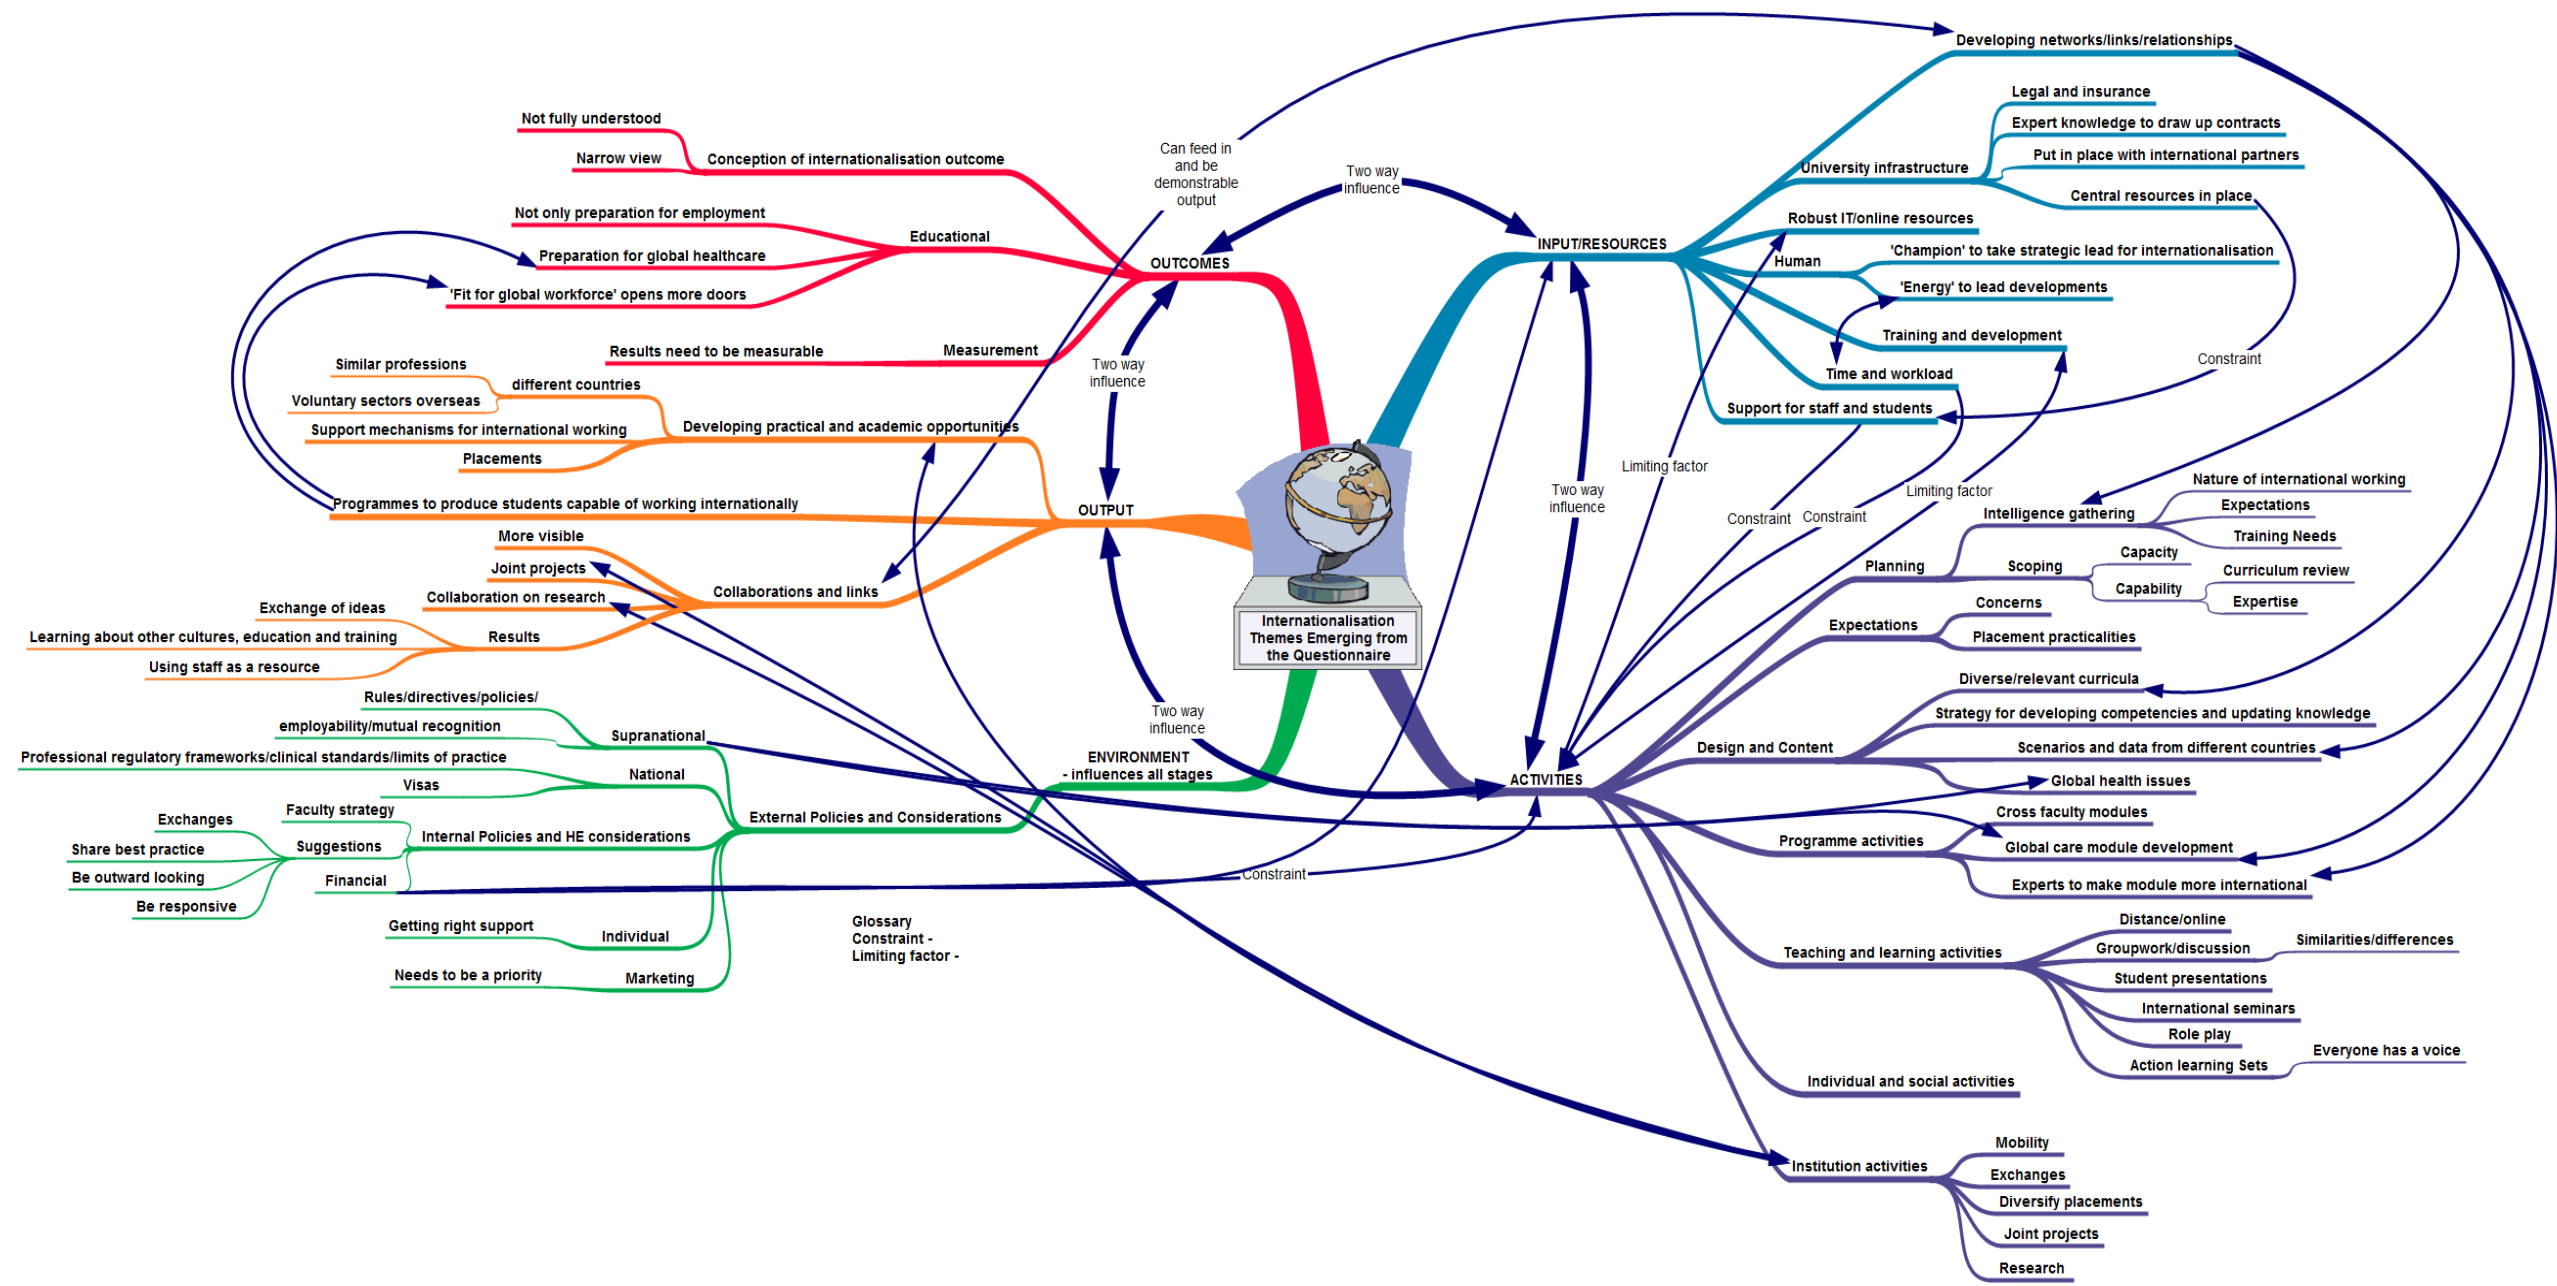 Internationalisation
Themes Emerging from
the Questionnaire
OUTCOMES
Conception of internationalisation outcome
Not fully understood
Narrow view
Educational
Not only preparation for employment
Preparation for global healthcare
'Fit for global workforce' opens more doors
Measurement
Results need to be measurable
OUTPUT
Developing practical and academic opportunities
different countries
Similar professions
Voluntary sectors overseas
Support mechanisms for international working
Placements
Programmes to produce students capable of working internationally
Collaborations and links
More visible
Joint projects
Collaboration on research
Results
Exchange of ideas
Learning about other cultures, education and training
Using staff as a resource
ENVIRONMENT
- influences all stages
External Policies and Considerations
Supranational
Rules/directives/policies/
employability/mutual recognition
National
Professional regulatory frameworks/clinical standards/limits of practice
Visas
Internal Policies and HE considerations
Faculty strategy
Suggestions
Exchanges
Share best practice
Be outward looking
Be responsive
Financial
Individual
Getting right support
Marketing
Needs to be a priority
Glossary
Constraint -
Limiting factor -
Can feed in
and be
demonstrable
output
Two way
influence
Two way
influence
Two way
influence
Two way
influence
Constraint
Limiting factor
Constraint
Constraint
Limiting factor
Constraint
INPUT/RESOURCES
Developing networks/links/relationships
University infrastructure
Legal and insurance
Expert knowledge to draw up contracts
Put in place with international partners
Central resources in place
Robust IT/online resources
Human
'Champion' to take strategic lead for internationalisation
'Energy' to lead developments
Training and development
Time and workload
Support for staff and students
ACTIVITIES
Planning
Intelligence gathering
Nature of international working
Expectations
Training Needs
Scoping
Capacity
Capability
Curriculum review
Expertise
Expectations
Concerns
Placement practicalities
Design and Content
Diverse/relevant curricula
Strategy for developing competencies and updating knowledge
Scenarios and data from different countries
Global health issues
Programme activities
Cross faculty modules
Global care module development
Experts to make module more international
Teaching and learning activities
Distance/online
Groupwork/discussion
Similarities/differences
Student presentations
International seminars
Role play
Action learning Sets
Everyone has a voice
Individual and social activities
Institution activities
Mobility
Exchanges
Diversify placements
Joint projects
Research